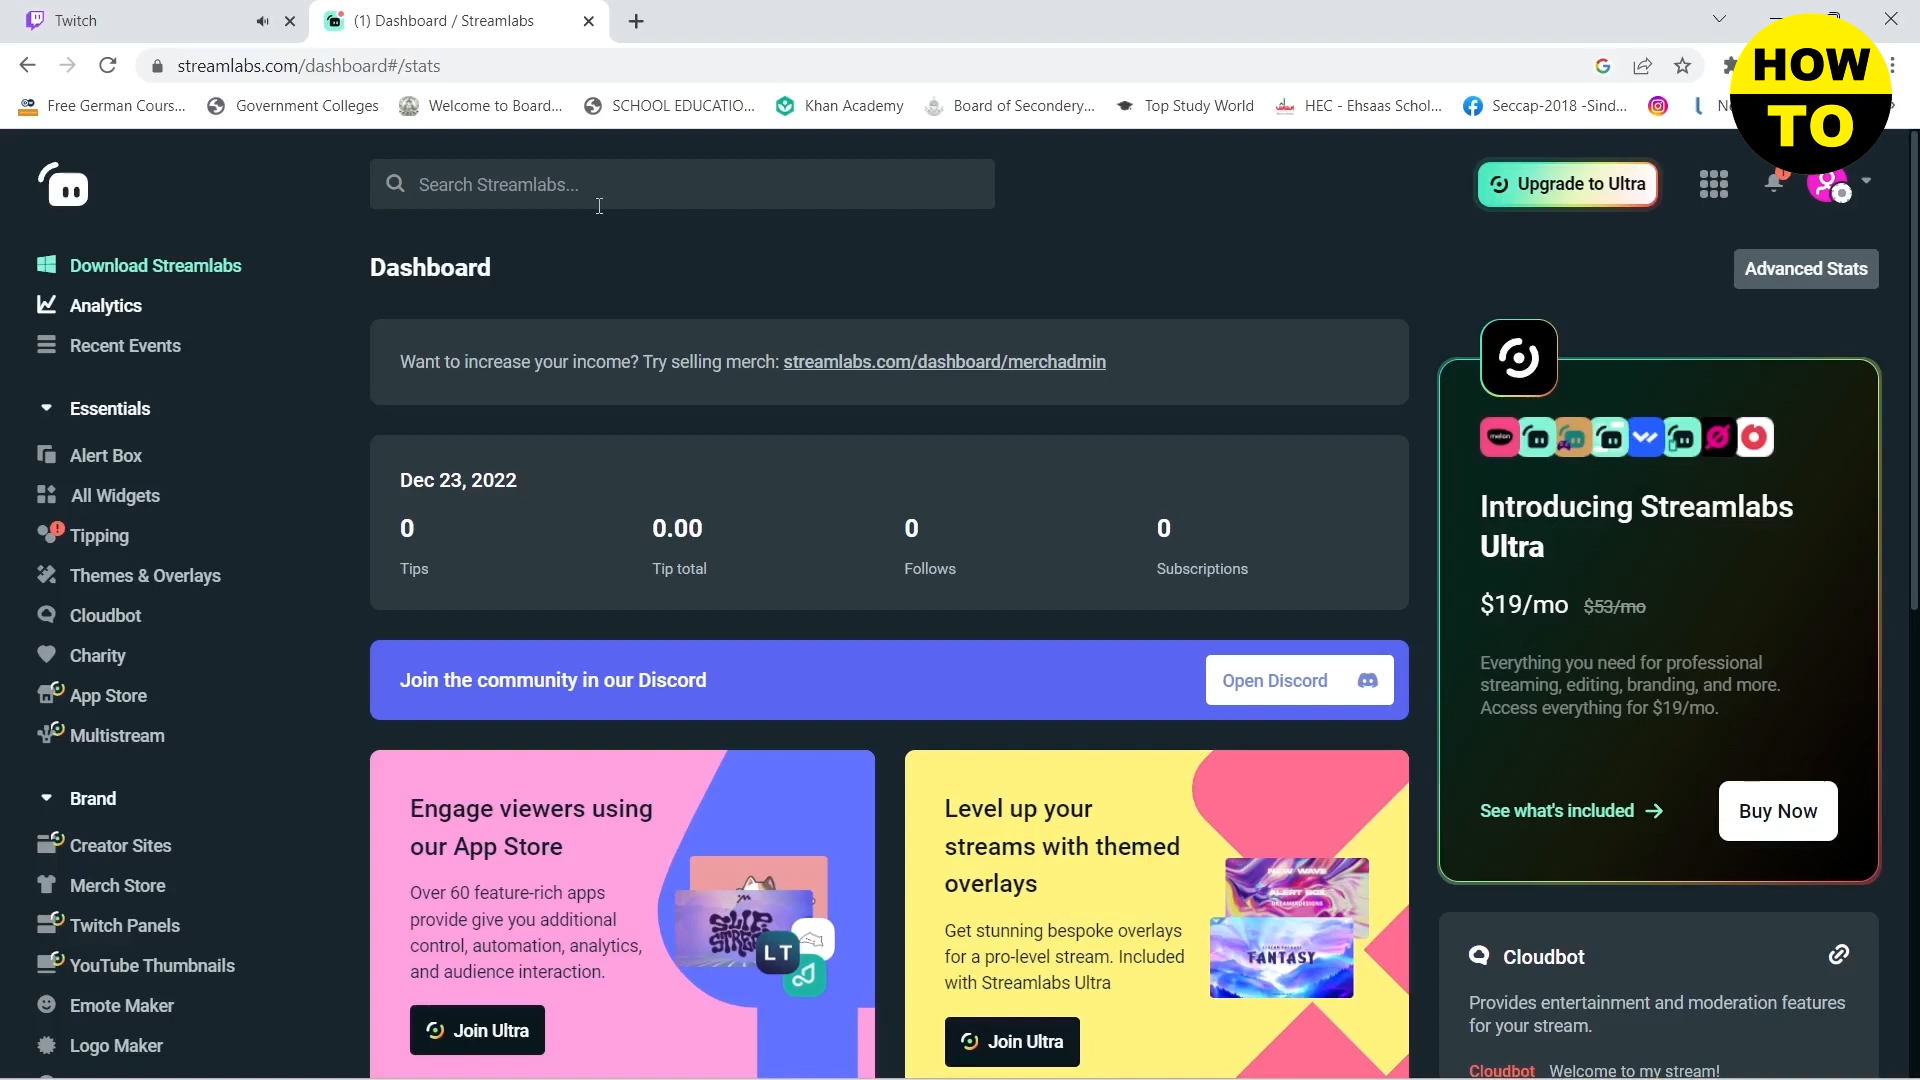 Twitch
(1) Dashboard / Streamlabs
streamlabs.com/dashboard#/stats
Free German Cours...
Government Colleges
Welcome to Board...
SCHOOL EDUCATIO...
Khan Academy
Board of Secondery...
Top Study World
HEC - Ehsaas Schol...
Seccap-2018 -Sind...
HOW
TO
Search Streamlabs...
Upgrade to Ultra
Download Streamlabs
Analytics
Recent Events
Essentials
Alert Box
All Widgets
Tipping
Themes & Overlays
Cloudbot
Charity
App Store
Multistream
Brand
Creator Sites
Merch Store
Twitch Panels
YouTube Thumbnails
Emote Maker
Logo Maker
Dashboard
Advanced Stats
Want to increase your income? Try selling merch: streamlabs.com/dashboard/merchadmin
Dec 23, 2022
0 0.00 0 0
Tips Tip total Follows Subscriptions
Join the community in our Discord
Open Discord
Engage viewers using
our App Store
Over 60 feature-rich apps
provide give you additional
control, automation, analytics,
and audience interaction.
Join Ultra
LT
Level up your
streams with themed
overlays
Get stunning bespoke overlays
for a pro-level stream. Included
with Streamlabs Ultra
Join Ultra
NEW WAVE
ALERT BOX
FANTASY
melon
Introducing Streamlabs
Ultra
$19/mo $53/mo
Everything you need for professional
streaming, editing, branding, and more.
Access everything for $19/mo.
See what's included
Buy Now
Cloudbot
Provides entertainment and moderation features
for your stream.
Cloudbot Welcome to my stream!